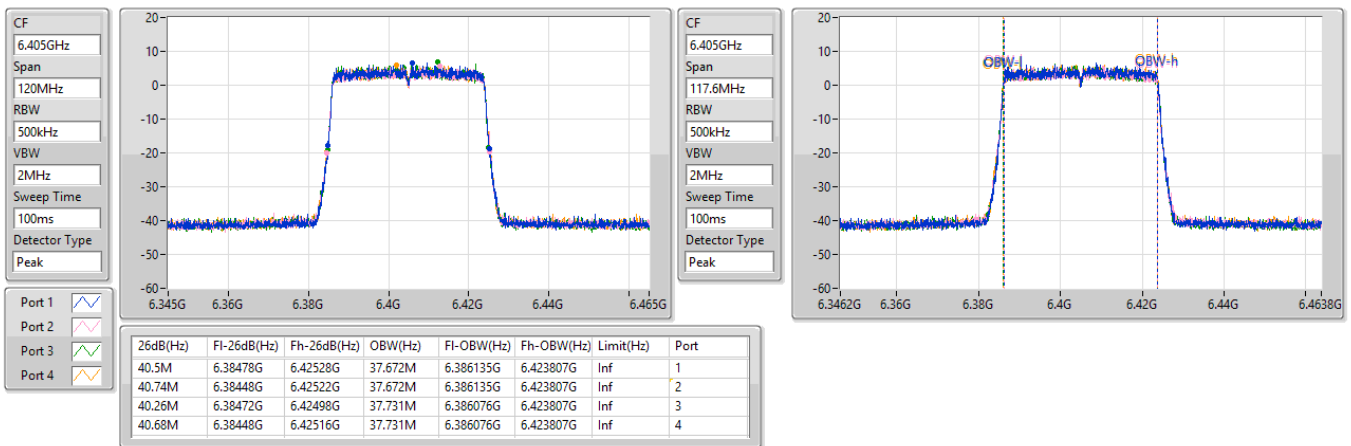 CF
6.405GHz
Span
120MHz
RBW
500kHz
VBW
2MHz
Sweep Time
100ms
Detector Type
Peak
20
10
0
-10
-20
-30
-40
-50
-60
6.345G 6.36G 6.38G 6.4G 6.42G 6.44G 6.465G
CF
6.405GHz
Span
117.6MHz
RBW
500kHz
VBW
2MHz
Sweep Time
100ms
Detector Type
Peak
20
10
0
-10
-20
-30
-40
-50
-60
OBW-l OBW-h
6.3462G 6.36G 6.38G 6.4G 6.42G 6.44G 6.4638G
Port 1
Port 2
Port 3
Port 4
26dB(Hz) Fl-26dB(Hz) Fh-26dB(Hz) OBW(Hz) Fl-OBW(Hz) Fh-OBW(Hz) Limit(Hz) Port
40.5M 6.38478G 6.42528G 37.672M 6.386135G 6.423807G Inf 1
40.74M 6.38448G 6.42522G 37.672M 6.386135G 6.423807G Inf 2
40.26M 6.38472G 6.42498G 37.731M 6.386076G 6.423807G Inf 3
40.68M 6.38448G 6.42516G 37.731M 6.386076G 6.423807G Inf 4